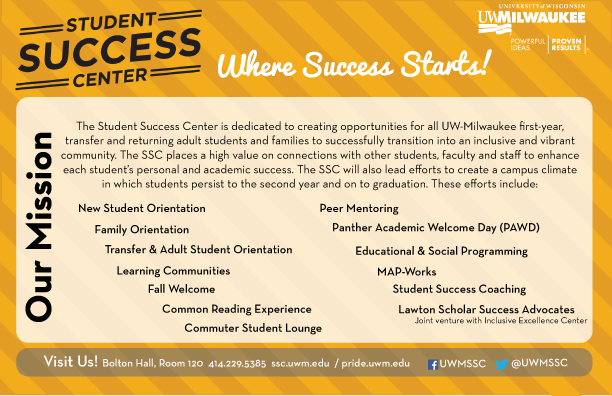 STUDENT
SUCCESS
CENTER
Where Success Starts!
UNIVERSITY of WISCONSIN
UWMILWAUKEE
POWERFUL IDEAS. PROVEN RESULTS.
Our Mission
The Student Success Center is dedicated to creating opportunities for all UW-Milwaukee first-year,
transfer and returning adult students and families to successfully transition into an inclusive and vibrant
community. The SSC places a high value on connections with other students, faculty and staff to enhance
each student's personal and academic success. The SSC will also lead efforts to create a campus climate
in which students persist to the second year and on to graduation. These efforts include:
New Student Orientation
Family Orientation
Transfer & Adult Student Orientation
Learning Communities
Fall Welcome
Common Reading Experience
Commuter Student Lounge
Peer Mentoring
Panther Academic Welcome Day (PAWD)
Educational & Social Programming
MAP-Works
Student Success Coaching
Lawton Scholar Success Advocates
Joint venture with Inclusive Excellence Center
Visit Us! Bolton Hall, Room 120 414.229.5385 ssc.uwm.edu / pride.uwm.edu f UWMSSC @UWMSSC